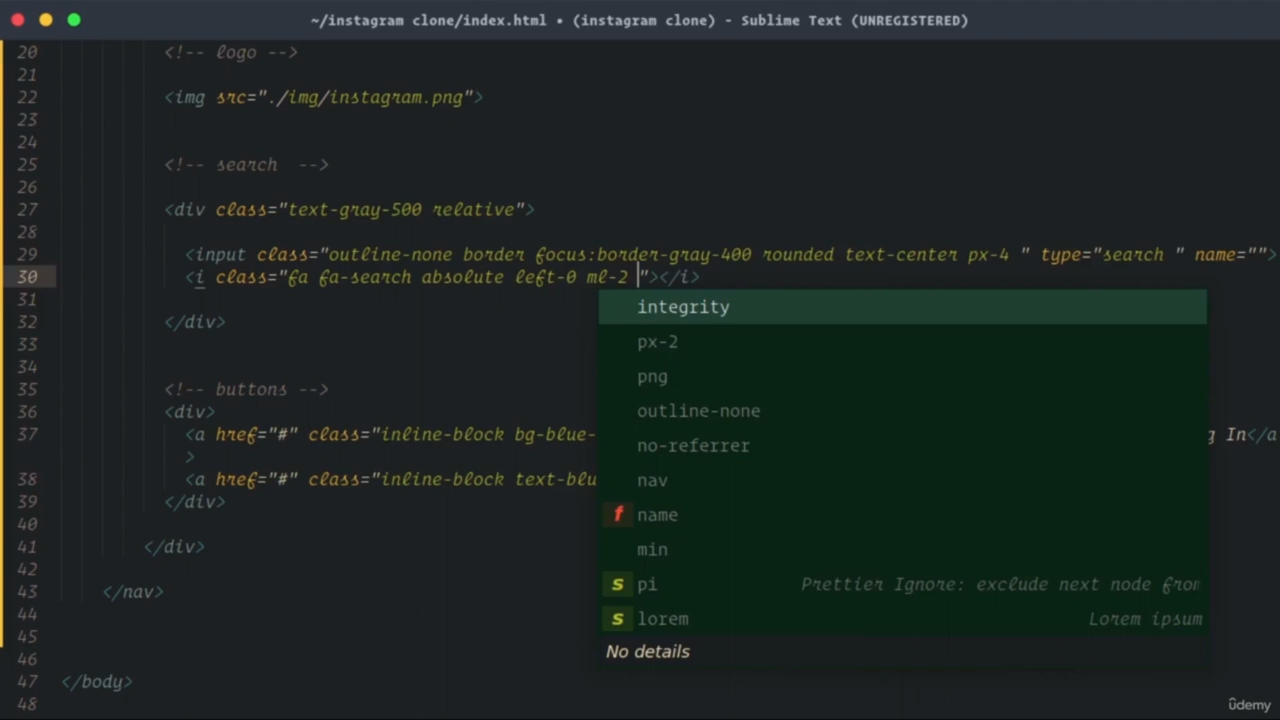 ~/instagram clone/index.html • (instagram clone) - Sublime Text (UNREGISTERED)
20 <!-- logo -->
21
22 <img src="./img/instagram.png">
23
24
25 <!-- search  -->
26
27 <div class="text-gray-500 relative">
28
29 <input class="outline-none border focus:border-gray-400 rounded text-center px-4 " type="search " name="">
30 <i class="fa fa-search absolute left-0 ml-2 "></i>
31
integrity
32 </div>
px-2
33
34
png
35 <!-- buttons -->
36 <div>
outline-none
37 <a href="#" class="inline-block bg-blue- g In</a
no-referrer
>
38 <a href="#" class="inline-block text-blu
nav
39 </div>
f name
40
41 </div>
min
42
43 </nav>
s pi Prettier Ignore: exclude next node from
44
s lorem Lorem ipsum
45
46
No details
47 </body>
48
ûdemy